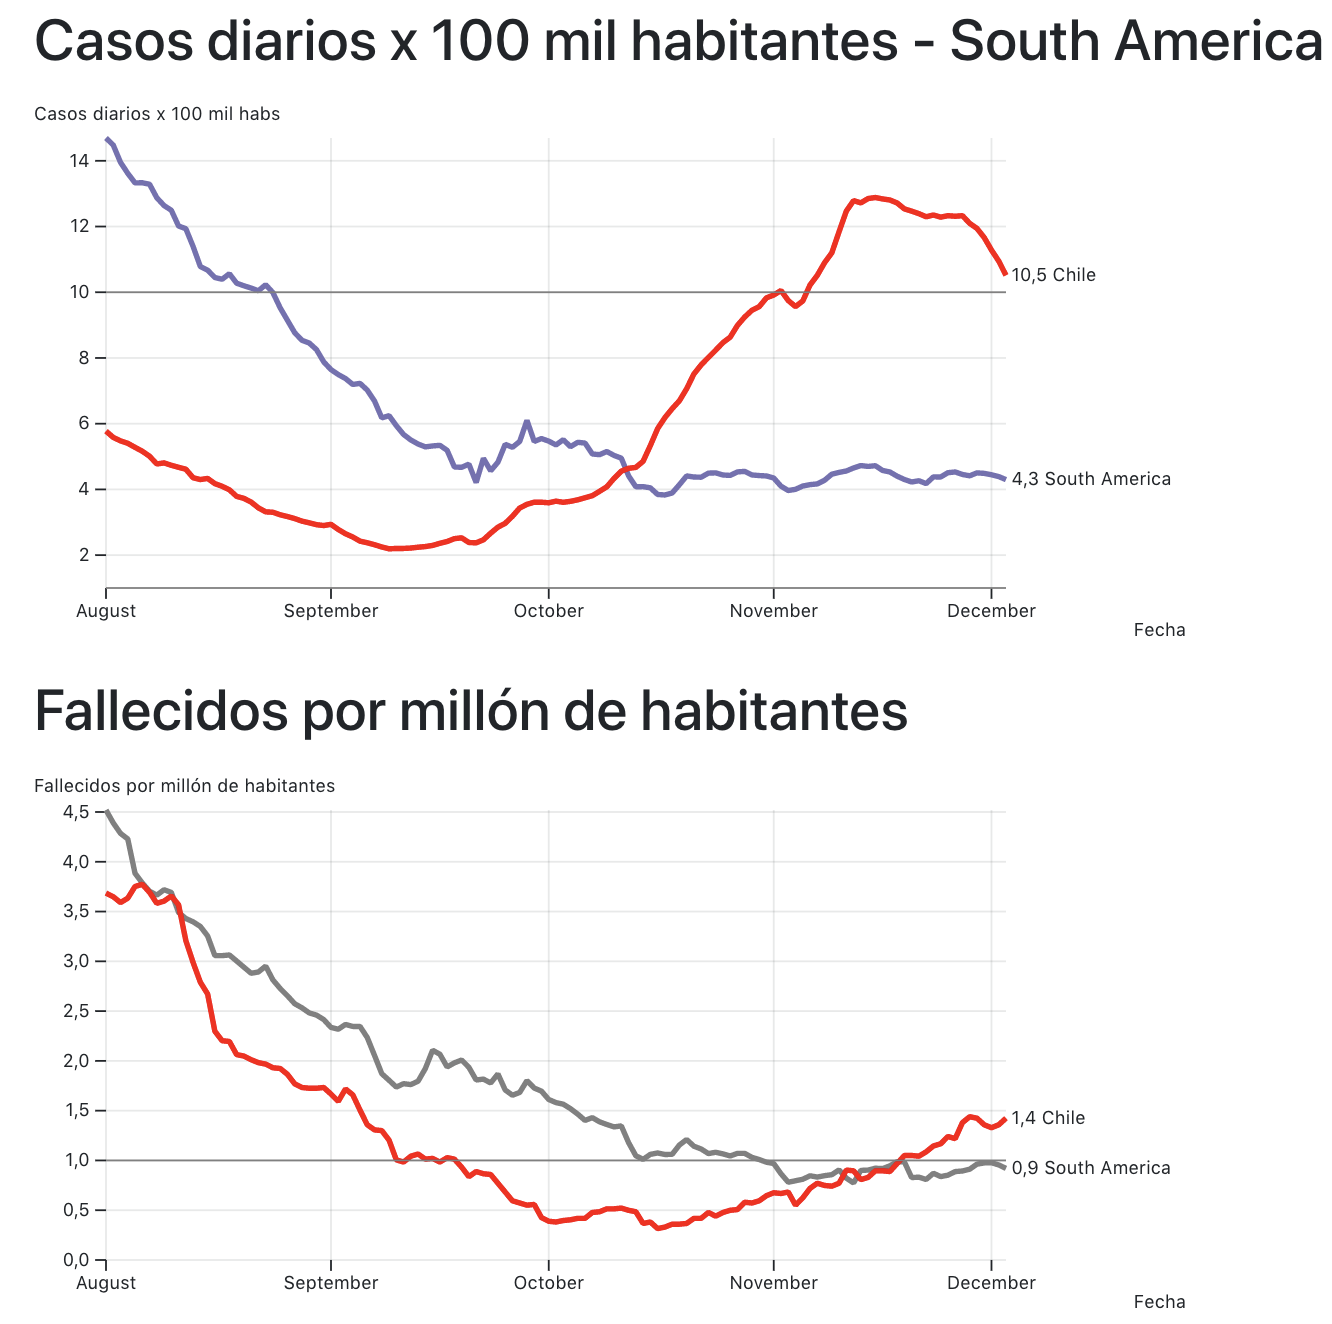 Casos diarios x 100 mil habitantes - South America
Casos diarios x 100 mil habs
14
12
10,5 Chile
10
8
6
4,3 South America
4
2
August September October November December
Fecha
Fallecidos por millón de habitantes
Fallecidos por millón de habitantes
4,5
4,0
3,5
3,0
2,5
2,0
1,5
1,4 Chile
1,0
0,9 South America
0,5
0,0
August September October November December
Fecha